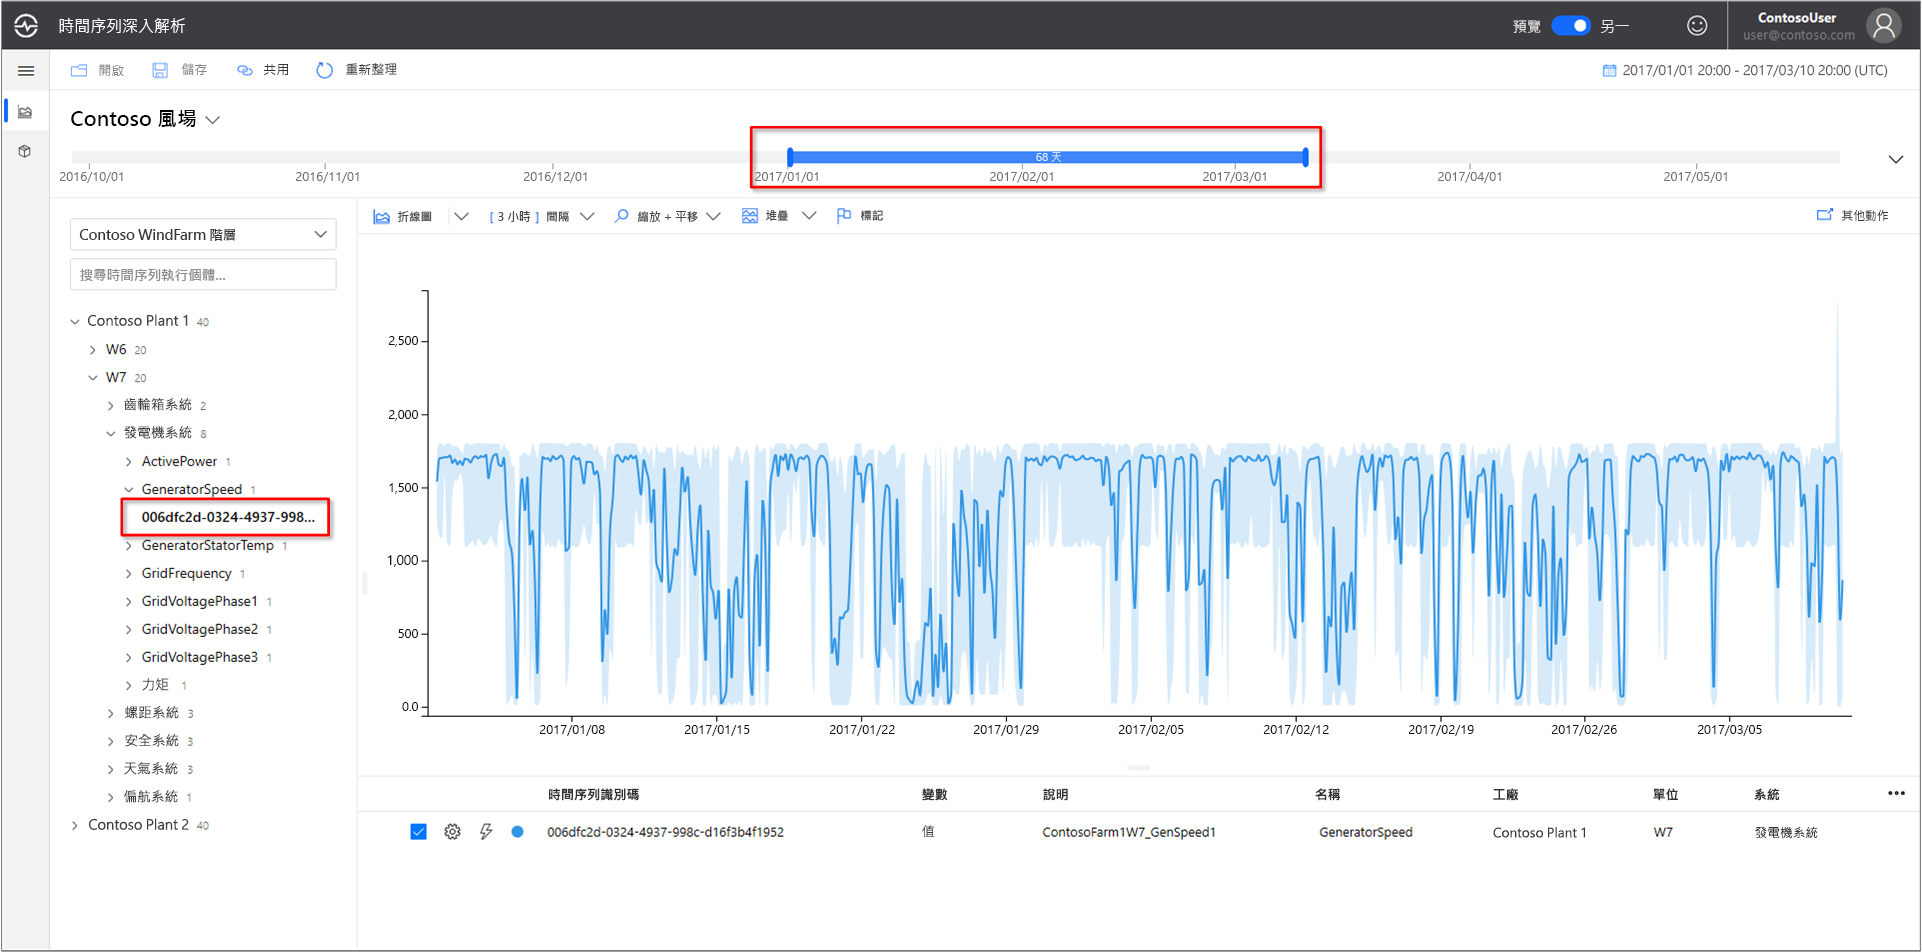 時間序列深入解析
預覽 另一
ContosoUser
user@contoso.com
開啟 儲存 共用 重新整理
2017/01/01 20:00 - 2017/03/10 20:00 (UTC)
Contoso 風場
68 天
2016/10/01 2016/11/01 2016/12/01 2017/01/01 2017/02/01 2017/03/01 2017/04/01 2017/05/01
Contoso WindFarm 階層
搜尋時間序列執行個體...
Contoso Plant 1 40
W6 20
W7 20
齒輪箱系統 2
發電機系統 8
ActivePower 1
GeneratorSpeed 1
006dfc2d-0324-4937-998...
GeneratorStatorTemp 1
GridFrequency 1
GridVoltagePhase1 1
GridVoltagePhase2 1
GridVoltagePhase3 1
力矩 1
螺距系統 3
安全系統 3
天氣系統 3
偏航系統 1
Contoso Plant 2 40
折線圖 [ 3 小時 ] 間隔 縮放 + 平移 堆疊 標記 其他動作
2,500
2,000
1,500
1,000
500
0.0
2017/01/08 2017/01/15 2017/01/22 2017/01/29 2017/02/05 2017/02/12 2017/02/19 2017/02/26 2017/03/05
時間序列識別碼 變數 說明 名稱 工廠 單位 系統
006dfc2d-0324-4937-998c-d16f3b4f1952 值 ContosoFarm1W7_GenSpeed1 GeneratorSpeed Contoso Plant 1 W7 發電機系統